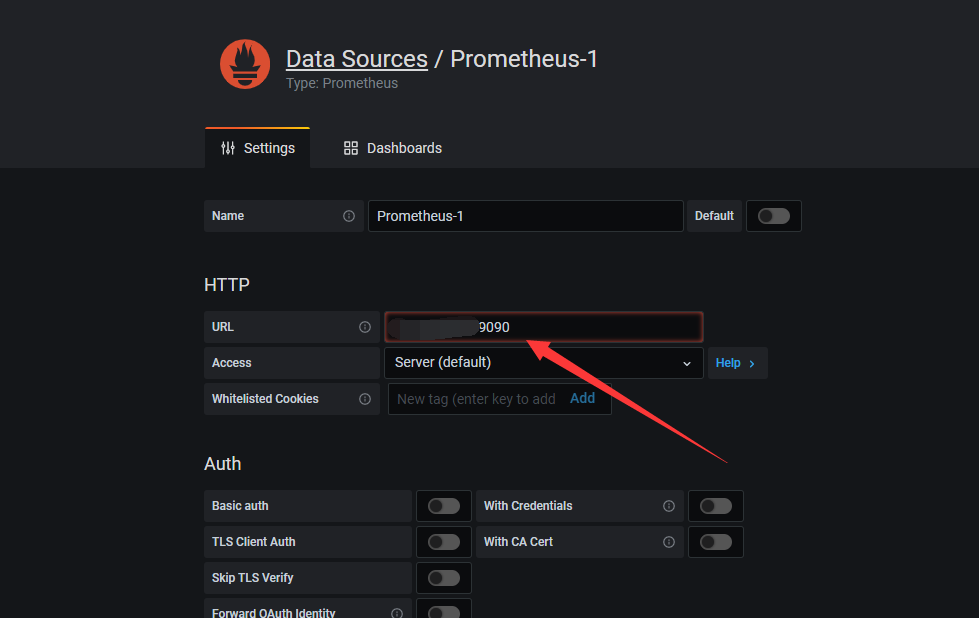 Data Sources / Prometheus-1
Type: Prometheus
Settings Dashboards
Name Prometheus-1 Default
HTTP
URL 9090
Access Server (default) Help
Whitelisted Cookies New tag (enter key to add Add
Auth
Basic auth With Credentials
TLS Client Auth With CA Cert
Skip TLS Verify
Forward OAuth Identity